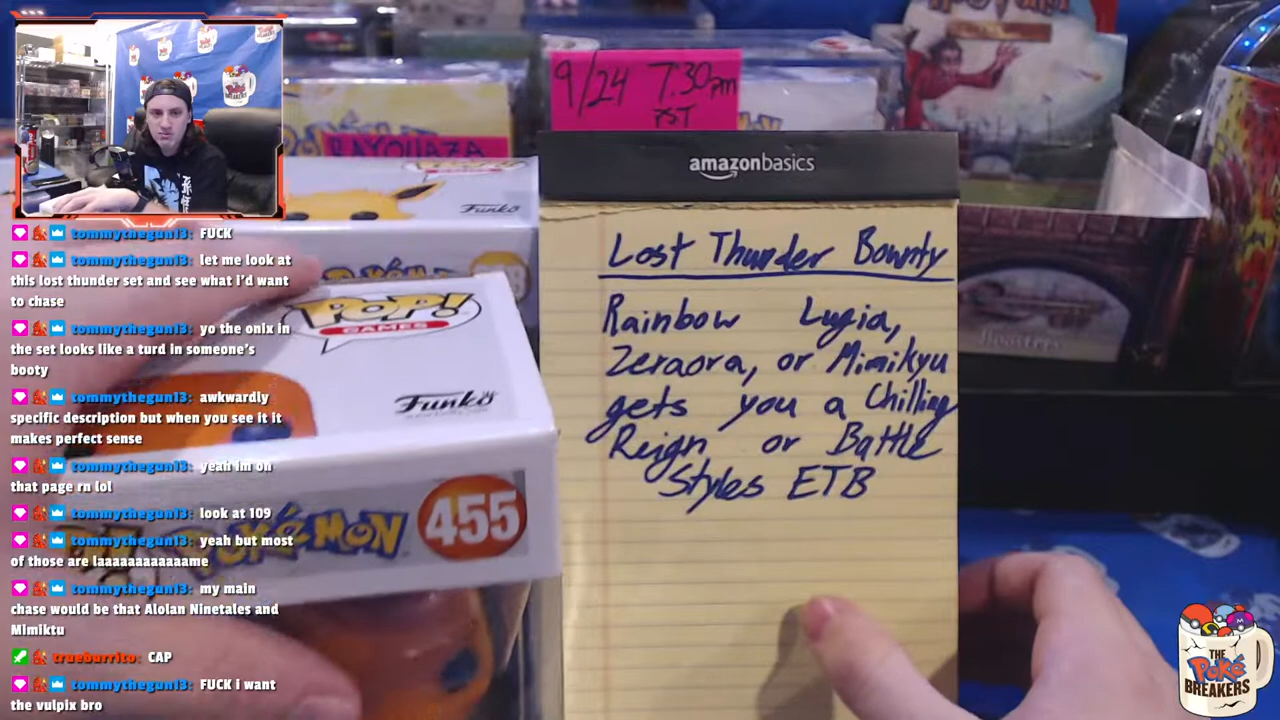 9/24 7:30pm
PST
RAYQUAZA
amazonbasics
Funko
Lost Thunder Bounty
Rainbow Lugia,
Zeraora, or Mimikyu
gets you a Chilling
Reign or Battle
Styles ETB
POP!
GAMES
Funko
POKÉMON 455
tommythegun13: FUCK
tommythegun13: let me look at
this lost thunder set and see what i'd want
to chase
tommythegun13: yo the onix in
the set looks like a turd in someone's
booty
tommythegun13: awkwardly
specific description but when you see it it
makes perfect sense
tommythegun13: yeah im on
that page rn lol
tommythegun13: look at 109
tommythegun13: yeah but most
of those are laaaaaaaaaaame
tommythegun13: my main
chase would be that Alolan Ninetales and
Mimiktu
trueburrito: CAP
tommythegun13: FUCK i want
the vulpix bro
THE
Poké
BREAKERS